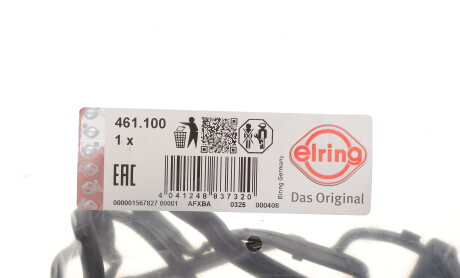 461.100
1 x
EAC
4 041248 837320
000001567827 00001 AFXBA 0325 000408
Elring Germany
elring
Das Original